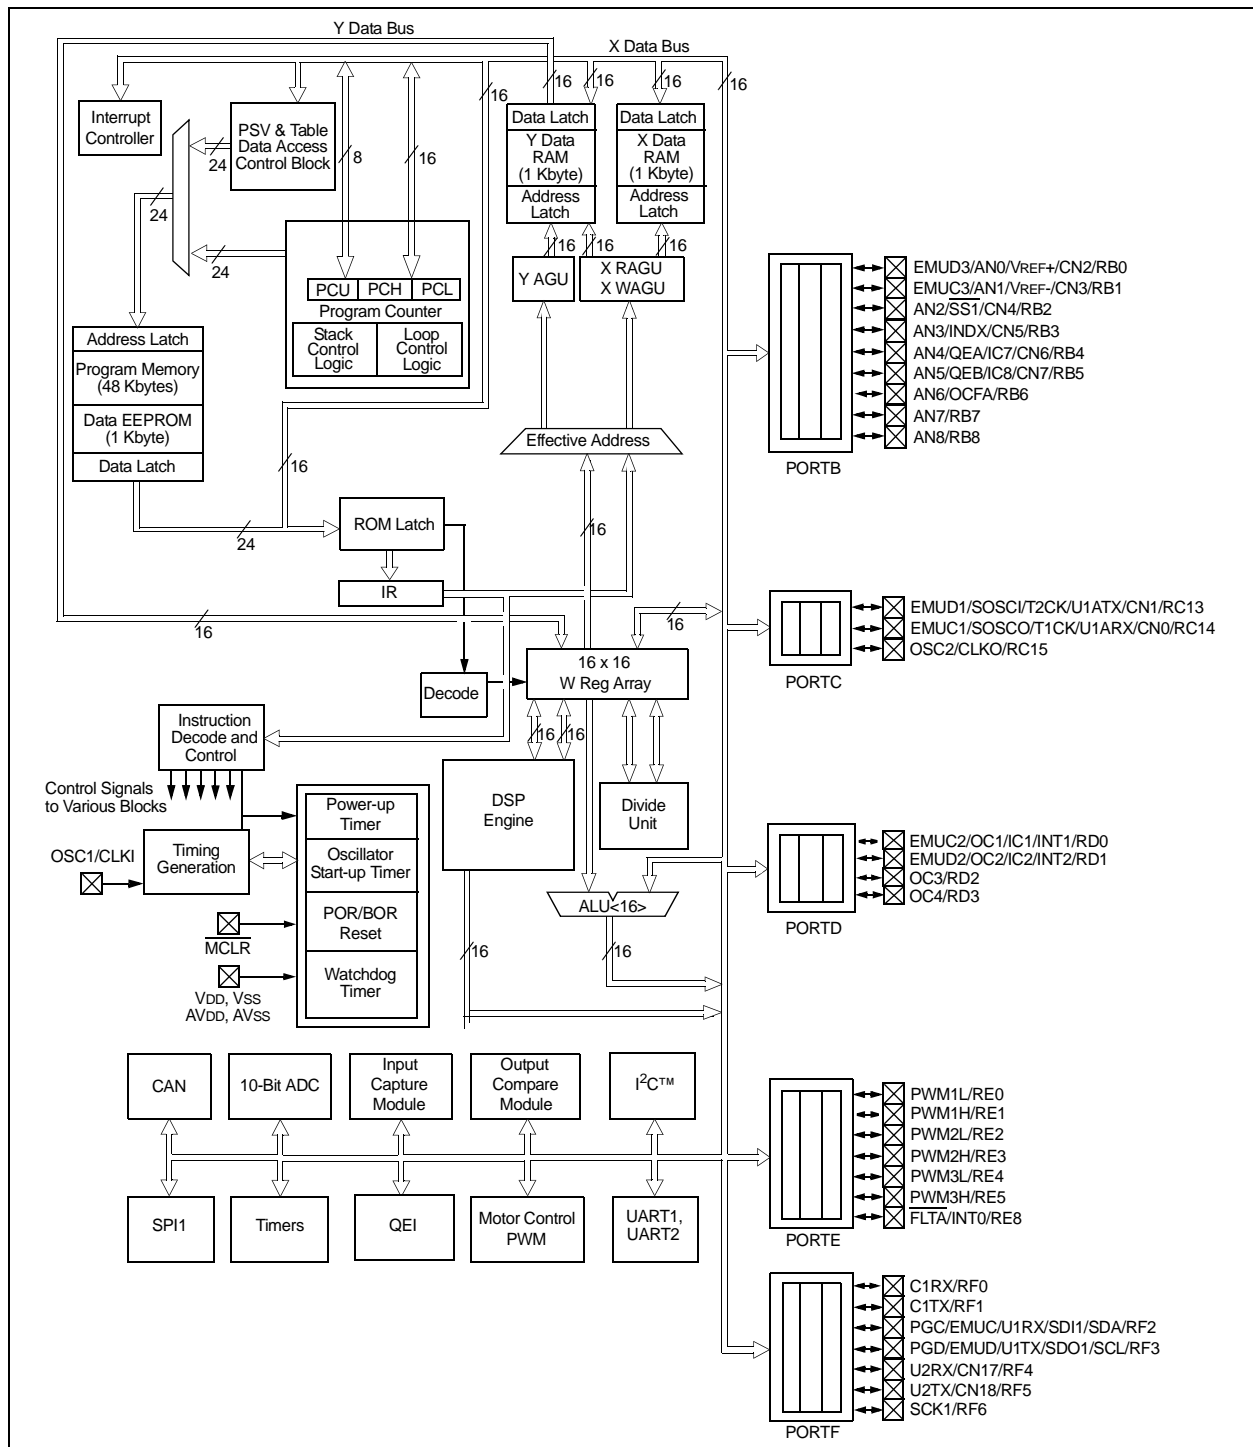 Y Data Bus
X Data Bus
16
16
16
16
16
Interrupt
Controller
PSV & Table
Data Access
Control Block
24
8
16
24
24
Data Latch
Y Data
RAM
(1 Kbyte)
Address
Latch
Data Latch
X Data
RAM
(1 Kbyte)
Address
Latch
16
16
16
Y AGU
X RAGU
X WAGU
PCU
PCH
PCL
Program Counter
Stack
Control
Logic
Loop
Control
Logic
Address Latch
Program Memory
(48 Kbytes)
Data EEPROM
(1 Kbyte)
Data Latch
Effective Address
16
24
ROM Latch
16
IR
16
16
16 x 16
W Reg Array
Decode
Instruction
Decode and
Control
16
16
Control Signals
to Various Blocks
DSP
Engine
Divide
Unit
Power-up
Timer
Oscillator
Start-up Timer
POR/BOR
Reset
Watchdog
Timer
OSC1/CLKI
Timing
Generation
MCLR
VDD, VSS
AVDD, AVSS
ALU<16>
16
16
CAN
10-Bit ADC
Input
Capture
Module
Output
Compare
Module
I2C™
SPI1
Timers
QEI
Motor Control
PWM
UART1,
UART2
EMUD3/AN0/VREF+/CN2/RB0
EMUC3/AN1/VREF-/CN3/RB1
AN2/SS1/CN4/RB2
AN3/INDX/CN5/RB3
AN4/QEA/IC7/CN6/RB4
AN5/QEB/IC8/CN7/RB5
AN6/OCFA/RB6
AN7/RB7
AN8/RB8
PORTB
EMUD1/SOSCI/T2CK/U1ATX/CN1/RC13
EMUC1/SOSCO/T1CK/U1ARX/CN0/RC14
OSC2/CLKO/RC15
PORTC
EMUC2/OC1/IC1/INT1/RD0
EMUD2/OC2/IC2/INT2/RD1
OC3/RD2
OC4/RD3
PORTD
PWM1L/RE0
PWM1H/RE1
PWM2L/RE2
PWM2H/RE3
PWM3L/RE4
PWM3H/RE5
FLTA/INT0/RE8
PORTE
C1RX/RF0
C1TX/RF1
PGC/EMUC/U1RX/SDI1/SDA/RF2
PGD/EMUD/U1TX/SDO1/SCL/RF3
U2RX/CN17/RF4
U2TX/CN18/RF5
SCK1/RF6
PORTF